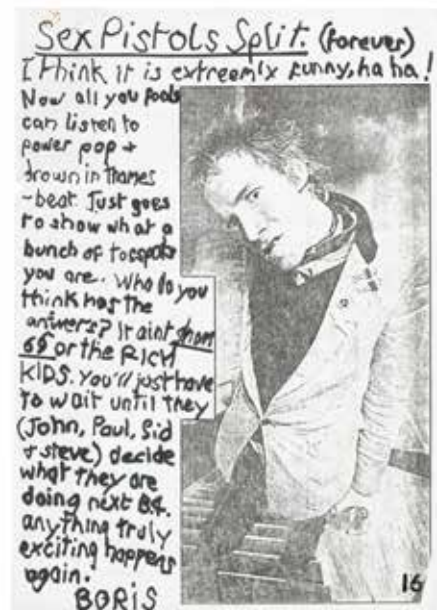 Sex Pistols Split. (forever)
I think it is extreemly funny, ha ha!
Now all you fools
can listen to
power pop +
drown in thames
-beat. Just goes
to show what a
bunch of
you are. Who do you
think has the
answers? It aint sham
69 or the RICH
KIDS. You'll just have
to wait until they
(John, Paul, Sid
+ steve) decide
what they are
doing next B4.
anything truly
exciting happens
again.
BORIS
16